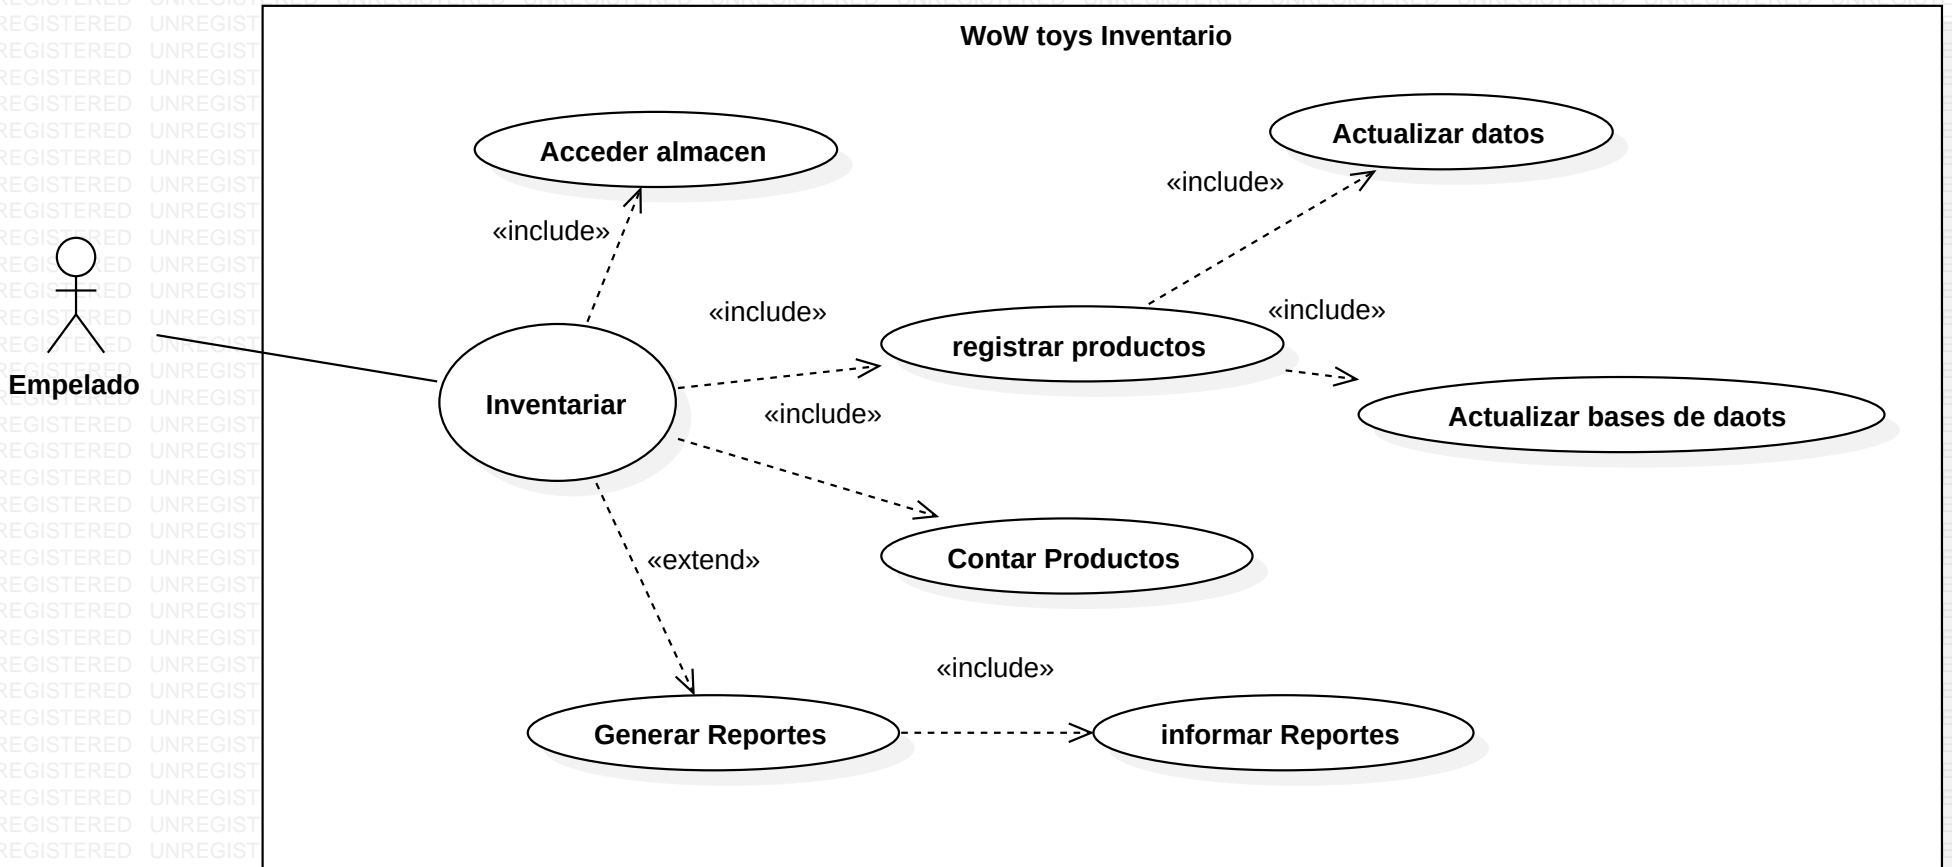 WoW toys Inventario
Acceder almacen
Actualizar datos
«include»
«include»
«include»
«include»
registrar productos
Empelado
Inventariar
«include»
Actualizar bases de daots
«extend»
Contar Productos
«include»
Generar Reportes
informar Reportes
UNREGISTERED